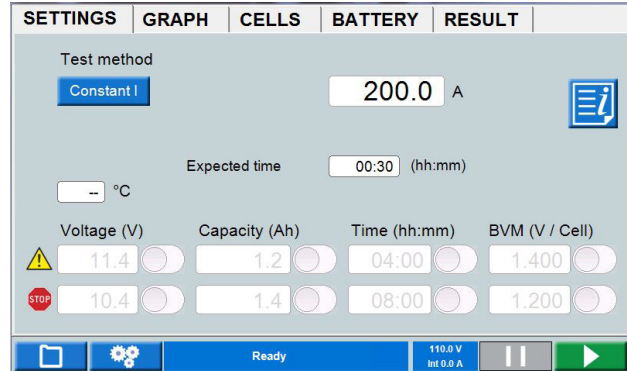 SETTINGS GRAPH CELLS BATTERY RESULT
Test method
Constant I
200.0 A
i
Expected time 00:30 (hh:mm)
-- °C
Voltage (V) Capacity (Ah) Time (hh:mm) BVM (V / Cell)
! 11.4 1.2 04:00 1.400
STOP 10.4 1.4 08:00 1.200
Ready
110.0 V
Int 0.0 A